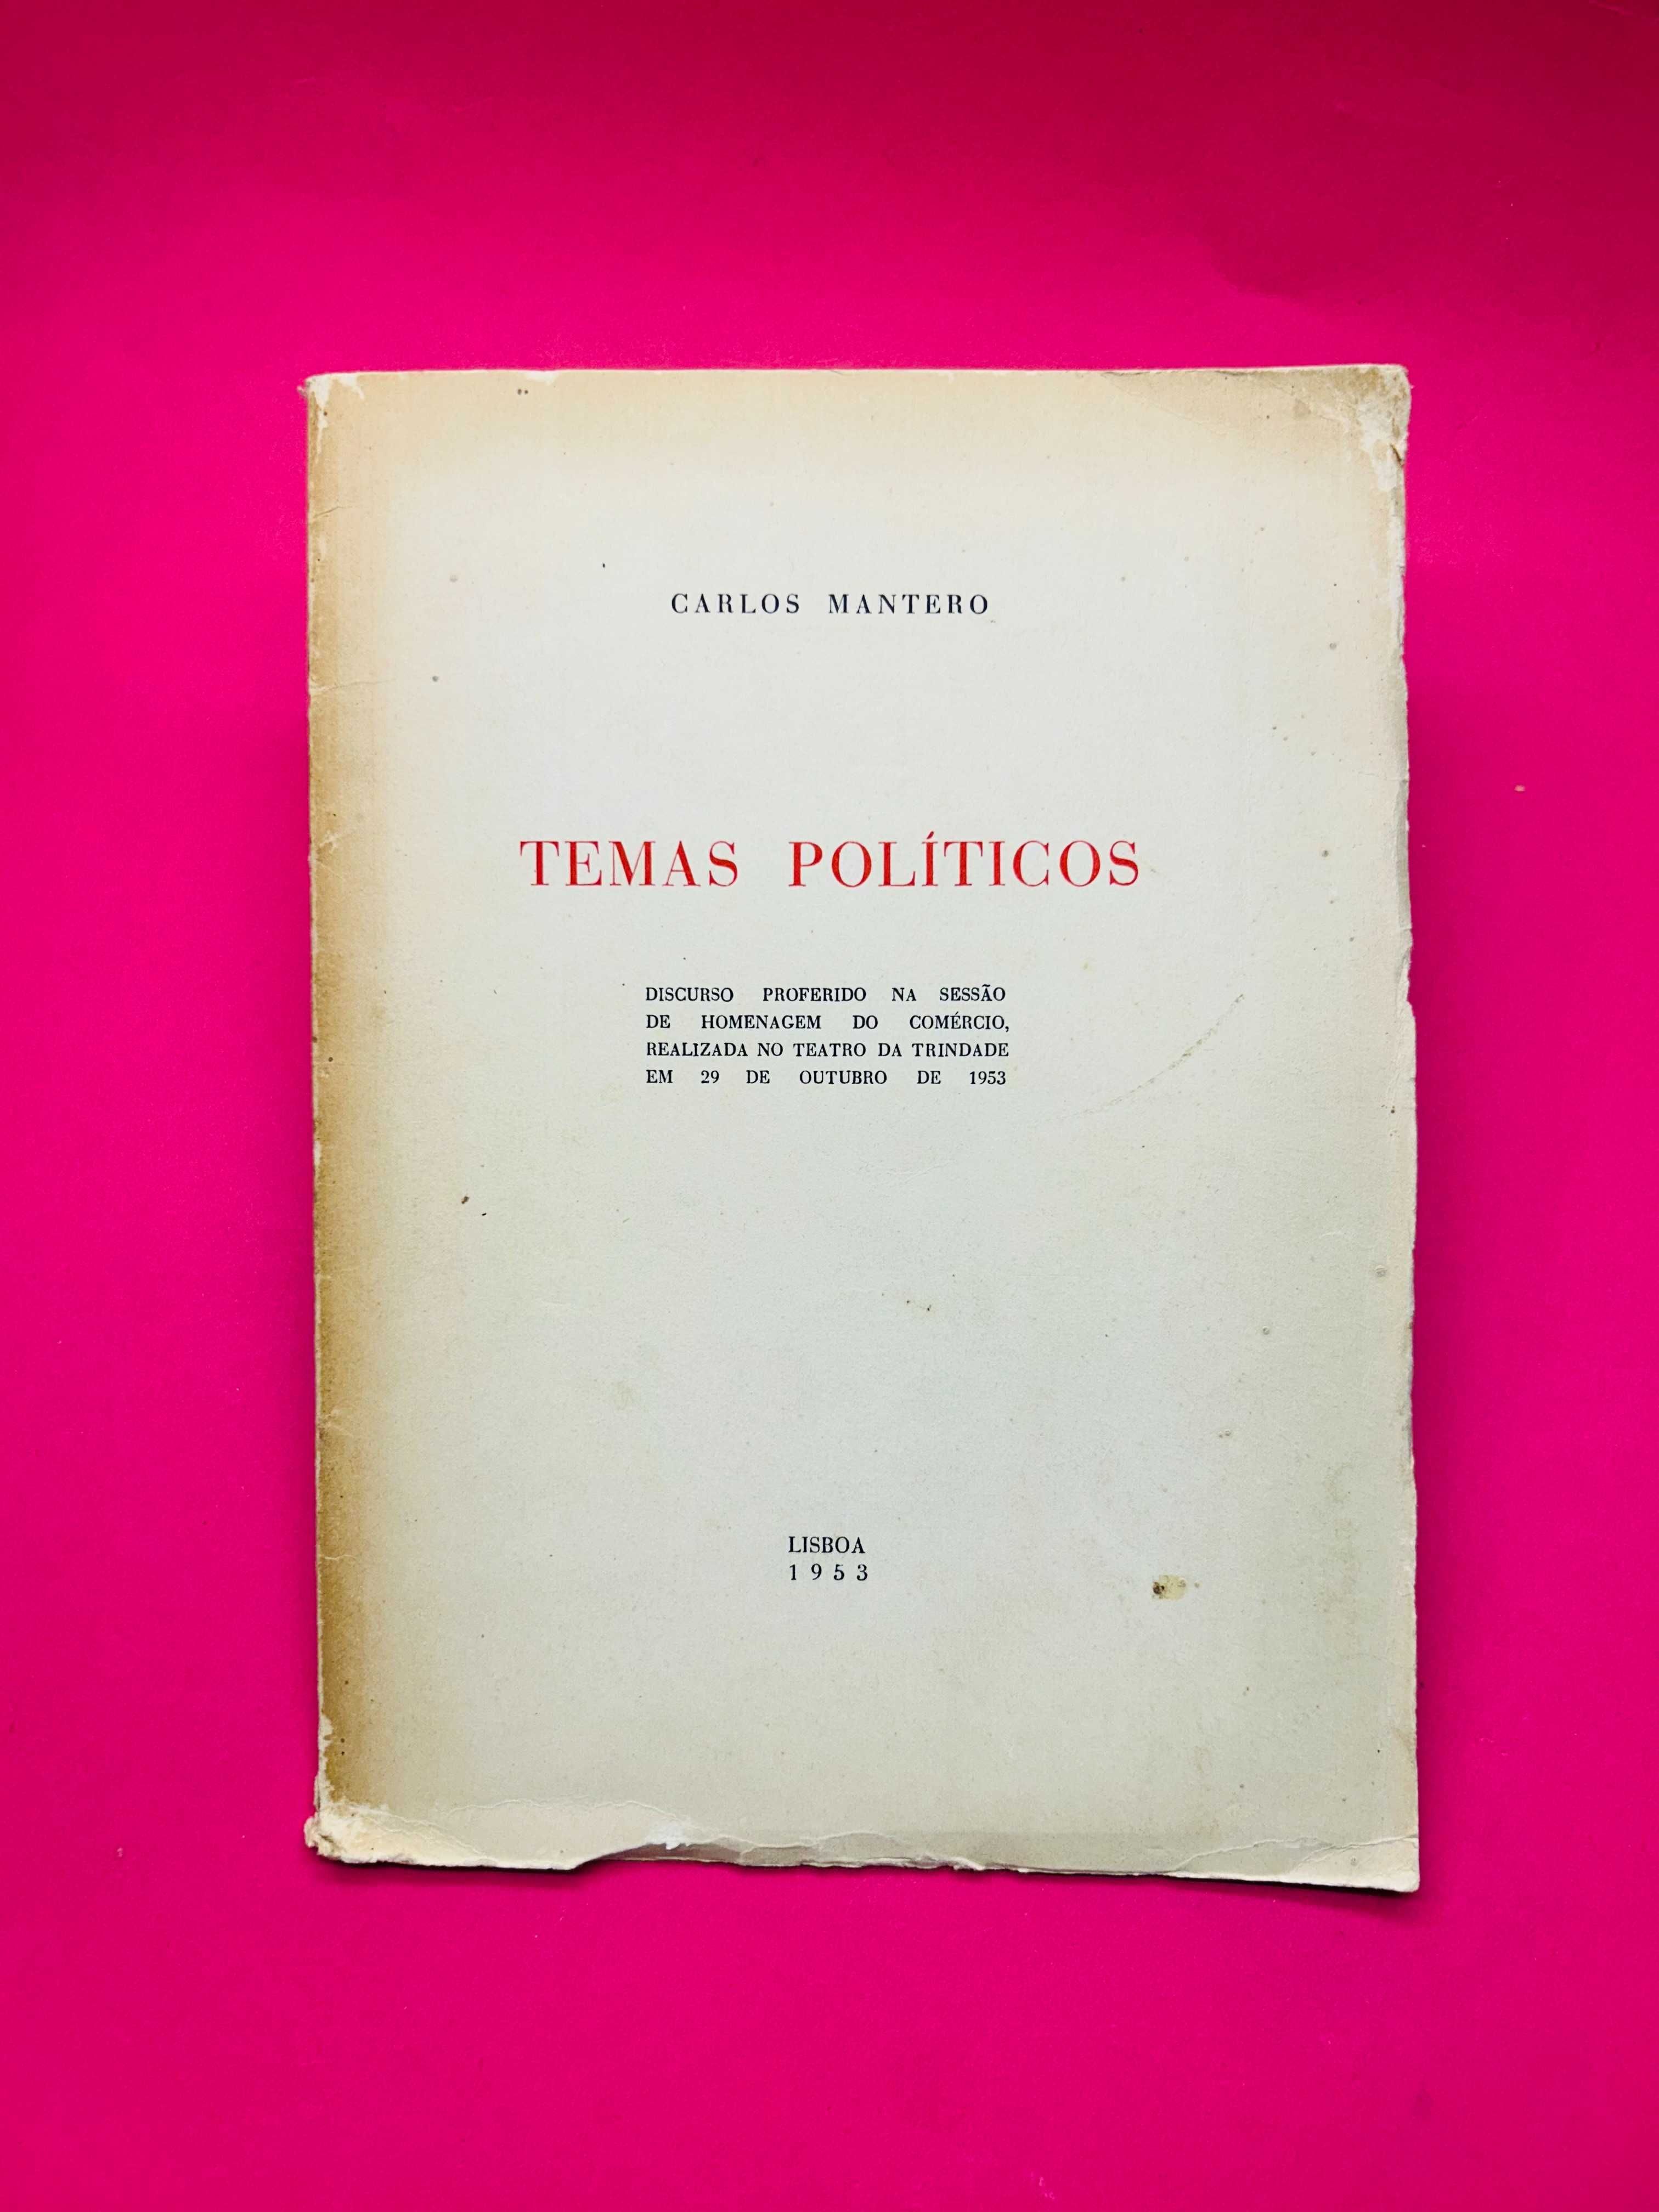 CARLOS MANTERO
TEMAS POLÍTICOS
DISCURSO PROFERIDO NA SESSÃO
DE HOMENAGEM DO COMÉRCIO,
REALIZADA NO TEATRO DA TRINDADE
EM 29 DE OUTUBRO DE 1953
LISBOA
1953